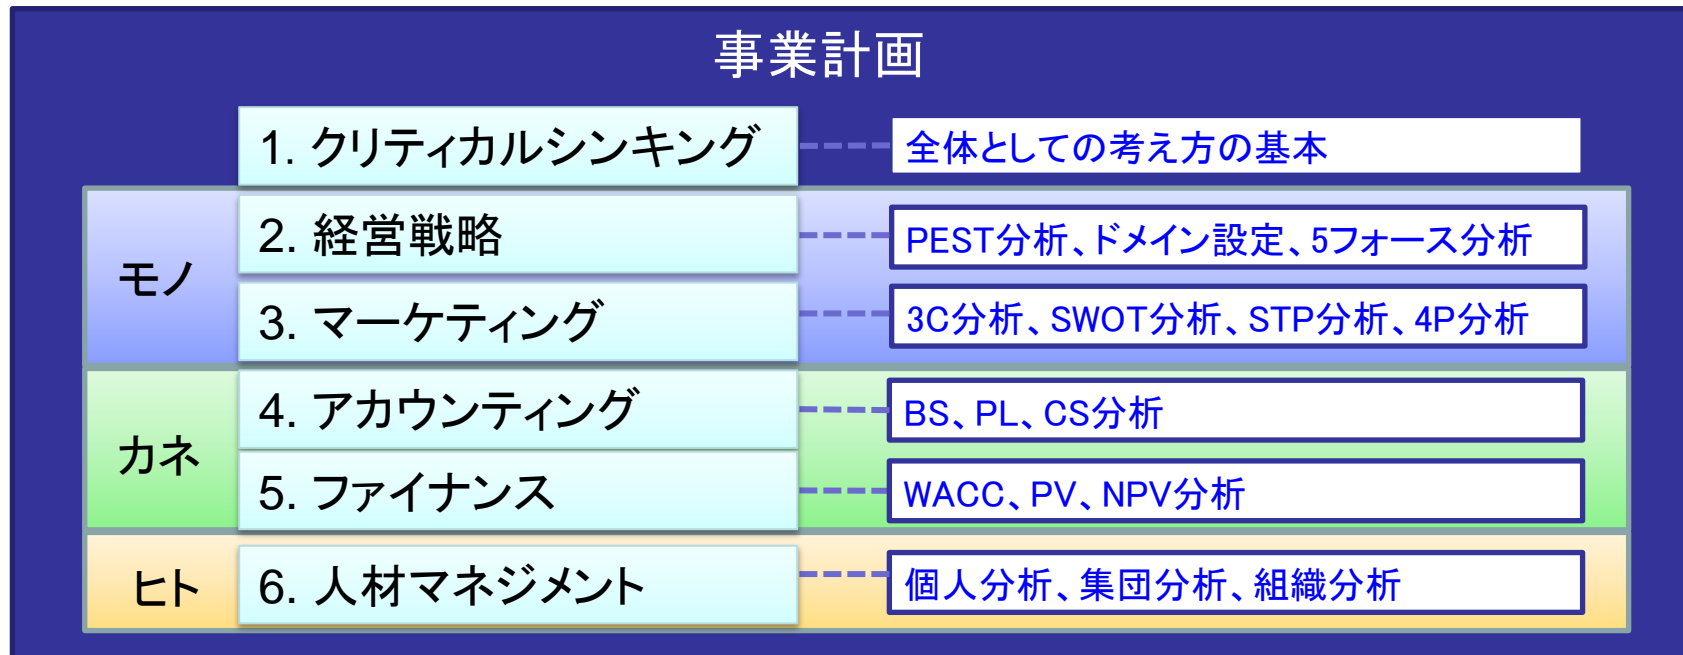 事業計画
1. クリティカルシンキング
全体としての考え方の基本
モノ
2. 経営戦略
PEST分析、ドメイン設定、5フォース分析
3. マーケティング
3C分析、SWOT分析、STP分析、4P分析
カネ
4. アカウンティング
BS、PL、CS分析
5. ファイナンス
WACC、PV、NPV分析
ヒト
6. 人材マネジメント
個人分析、集団分析、組織分析